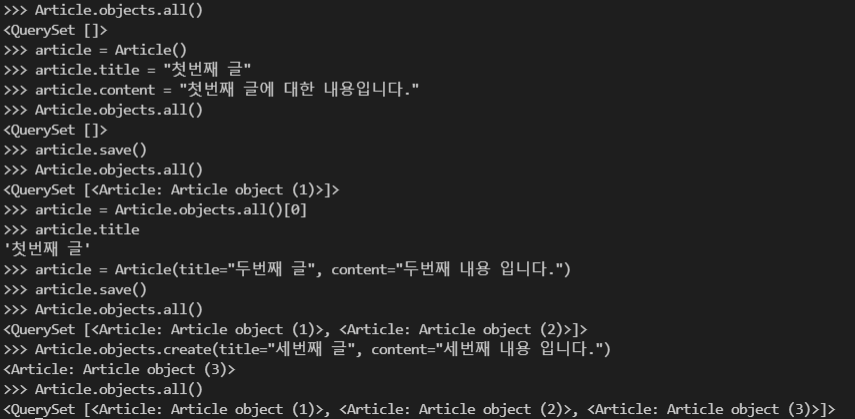 >>> Article.objects.all()
<QuerySet []>
>>> article = Article()
>>> article.title = "첫번째 글"
>>> article.content = "첫번째 글에 대한 내용입니다."
>>> Article.objects.all()
<QuerySet []>
>>> article.save()
>>> Article.objects.all()
<QuerySet [<Article: Article object (1)>]>
>>> article = Article.objects.all()[0]
>>> article.title
'첫번째 글'
>>> article = Article(title="두번째 글", content="두번째 내용 입니다.")
>>> article.save()
>>> Article.objects.all()
<QuerySet [<Article: Article object (1)>, <Article: Article object (2)>]>
>>> Article.objects.create(title="세번째 글", content="세번째 내용 입니다.")
<Article: Article object (3)>
>>> Article.objects.all()
<QuerySet [<Article: Article object (1)>, <Article: Article object (2)>, <Article: Article object (3)>]>